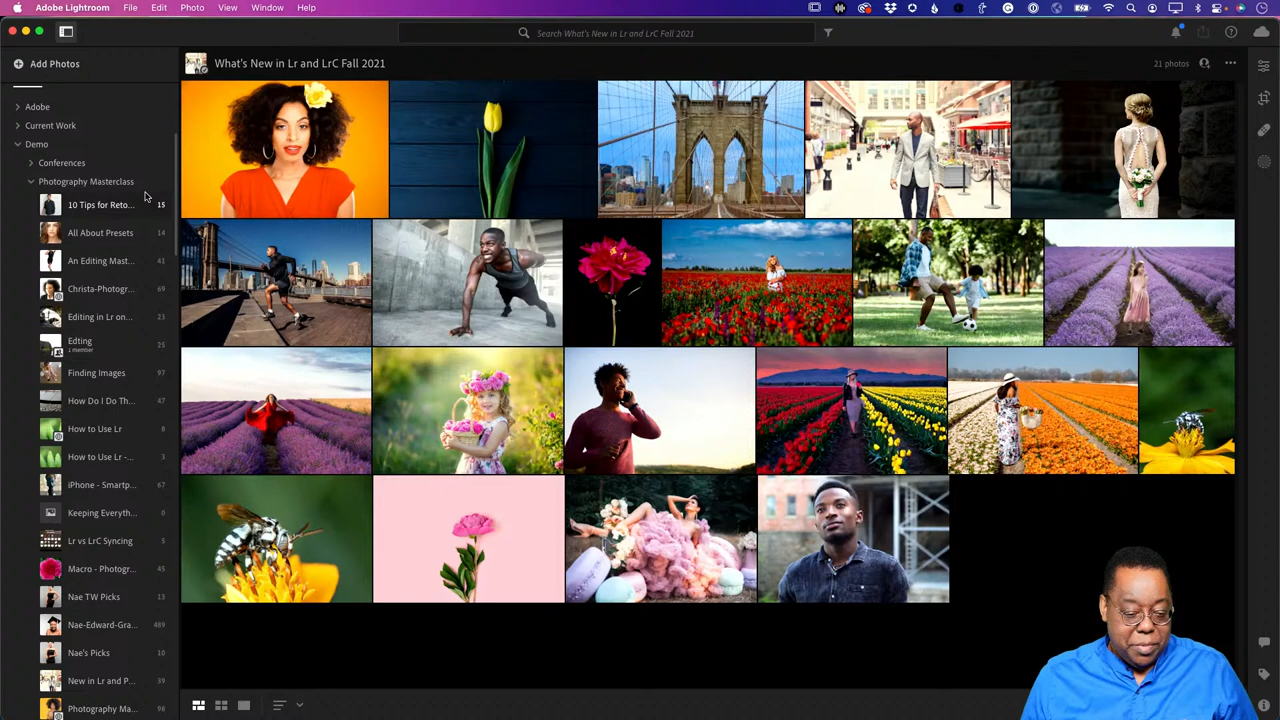 Adobe Lightroom File Edit Photo View Window Help
Search What's New in Lr and LrC Fall 2021
Add Photos
What's New in Lr and LrC Fall 2021
21 photos
Adobe
Current Work
Demo
Conferences
Photography Masterclass
10 Tips for Reto... 15
All About Presets 14
An Editing Mast... 41
Christa-Photogr... 69
Editing in Lr on... 23
Edting 25
1 member
Finding Images 97
How Do I Do Th... 47
How to Use Lr 8
How to Use Lr -... 3
iPhone - Smartp... 67
Keeping Everyth... 0
Lr vs LrC Syncing 5
Macro - Photogr... 45
Nae TW Picks 13
Nae-Edward-Gra... 489
Nae's Picks 10
New in Lr and P... 39
Photography Ma... 98